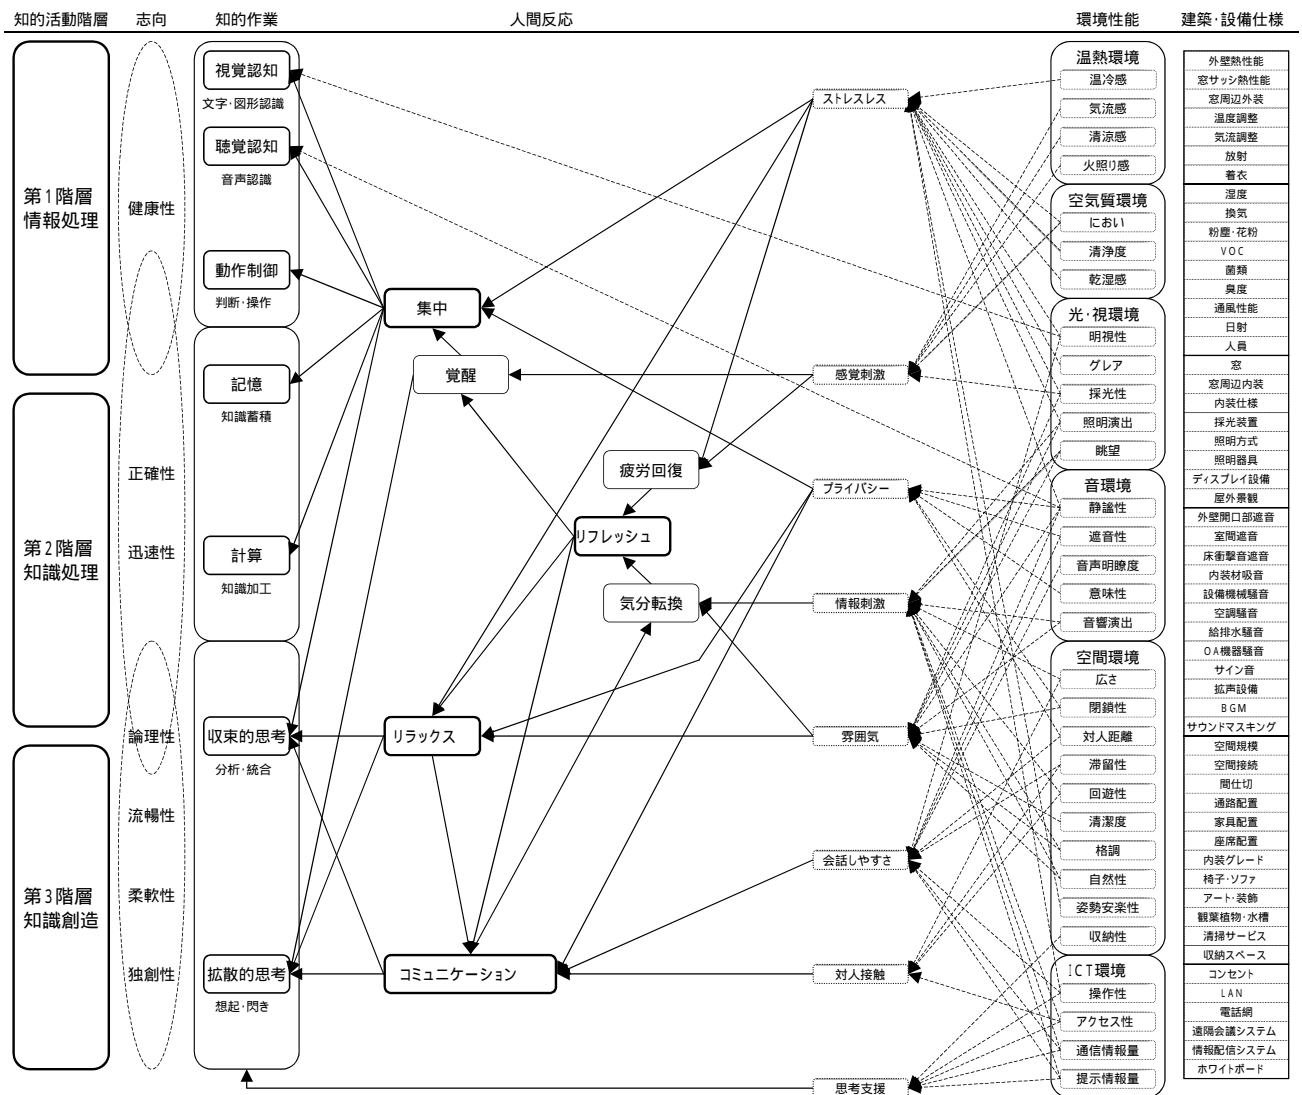 知的活動階層 志向 知的作業 人間反応 環境性能 建築･設備仕様
第1階層
情報処理
第2階層
知識処理
第3階層
知識創造
健康性
正確性
迅速性
論理性
流暢性
柔軟性
独創性
視覚認知
文字･図形認識
聴覚認知
音声認識
動作制御
判断･操作
記憶
知識蓄積
計算
知識加工
収束的思考
分析･統合
拡散的思考
想起･閃き
集中
覚醒
疲労回復
リフレッシュ
気分転換
リラックス
コミュニケーション
ストレスレス
感覚刺激
プライバシー
情報刺激
雰囲気
会話しやすさ
対人接触
思考支援
温熱環境
温冷感
気流感
清涼感
火照り感
空気質環境
におい
清浄度
乾湿感
光･視環境
明視性
グレア
採光性
照明演出
眺望
音環境
静謐性
遮音性
音声明瞭度
意味性
音響演出
空間環境
広さ
閉鎖性
対人距離
滞留性
回遊性
清潔度
格調
自然性
姿勢安楽性
収納性
ICT環境
操作性
アクセス性
通信情報量
提示情報量
外壁熱性能
窓サッシ熱性能
窓周辺外装
温度調整
気流調整
放射
着衣
湿度
換気
粉塵･花粉
VOC
菌類
臭度
通風性能
日射
人員
窓
窓周辺内装
内装仕様
採光装置
照明方式
照明器具
ディスプレイ設備
屋外景観
外壁開口部遮音
室間遮音
床衝撃音遮音
内装材吸音
設備機械騒音
空調騒音
給排水騒音
OA機器騒音
サイン音
拡声設備
BGM
サウンドマスキング
空間規模
空間接続
間仕切
通路配置
家具配置
座席配置
内装グレード
椅子･ソファ
アート･装飾
観葉植物･水槽
清掃サービス
収納スペース
コンセント
LAN
電話網
遠隔会議システム
情報配信システム
ホワイトボード